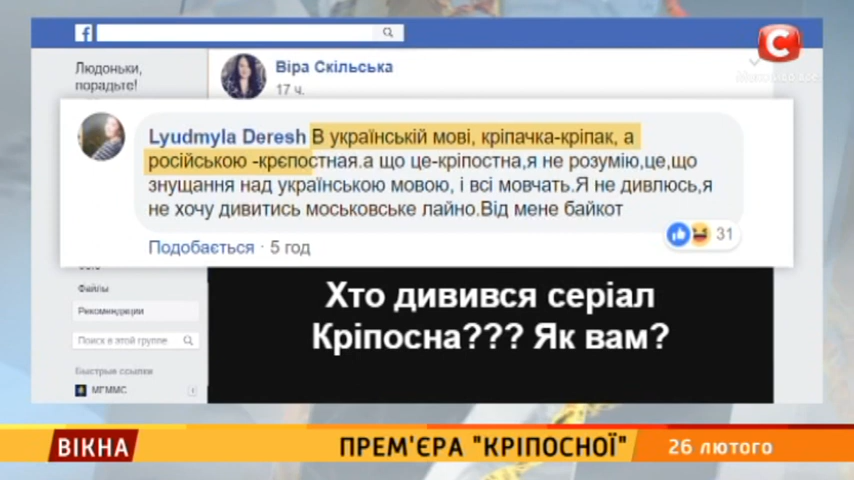 Людоньки,
порадьте!
Віра Скільська
17 ч.
Lyudmyla Deresh В українській мові, кріпачка-кріпак, а
російською -крєпостная.а що це-кріпостна,я не розумію,це,що
знущання над українською мовою, і всі мовчать.Я не дивлюсь,я
не хочу дивитись моськовське лайно.Від мене байкот
31
Подобається · 5 год
Файлы
Рекомендации
Поиск в этой группе
Быстрые ссылки
МГММС
Хто дивився серіал
Кріпосна??? Як вам?
ВІКНА
ПРЕМ'ЄРА "КРІПОСНОЇ"
26 лютого